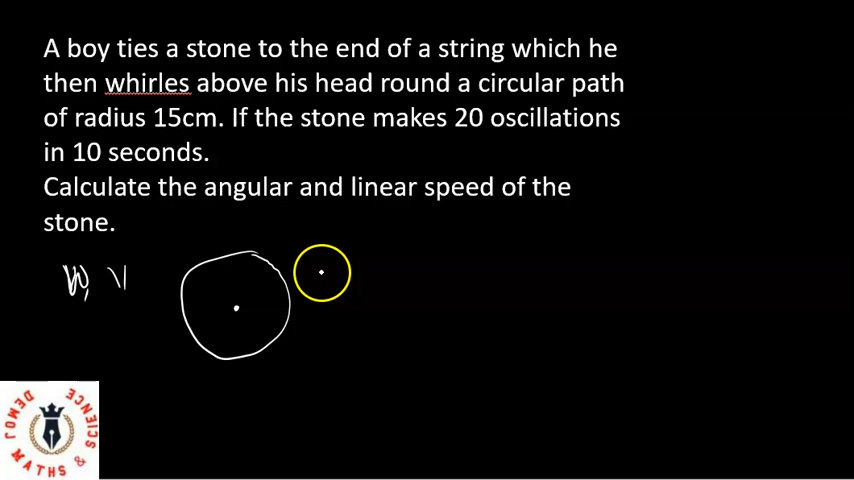 A boy ties a stone to the end of a string which he
then whirles above his head round a circular path
of radius 15cm. If the stone makes 20 oscillations
in 10 seconds.
Calculate the angular and linear speed of the
stone.
DEMOJ MATHS & SCIENCE